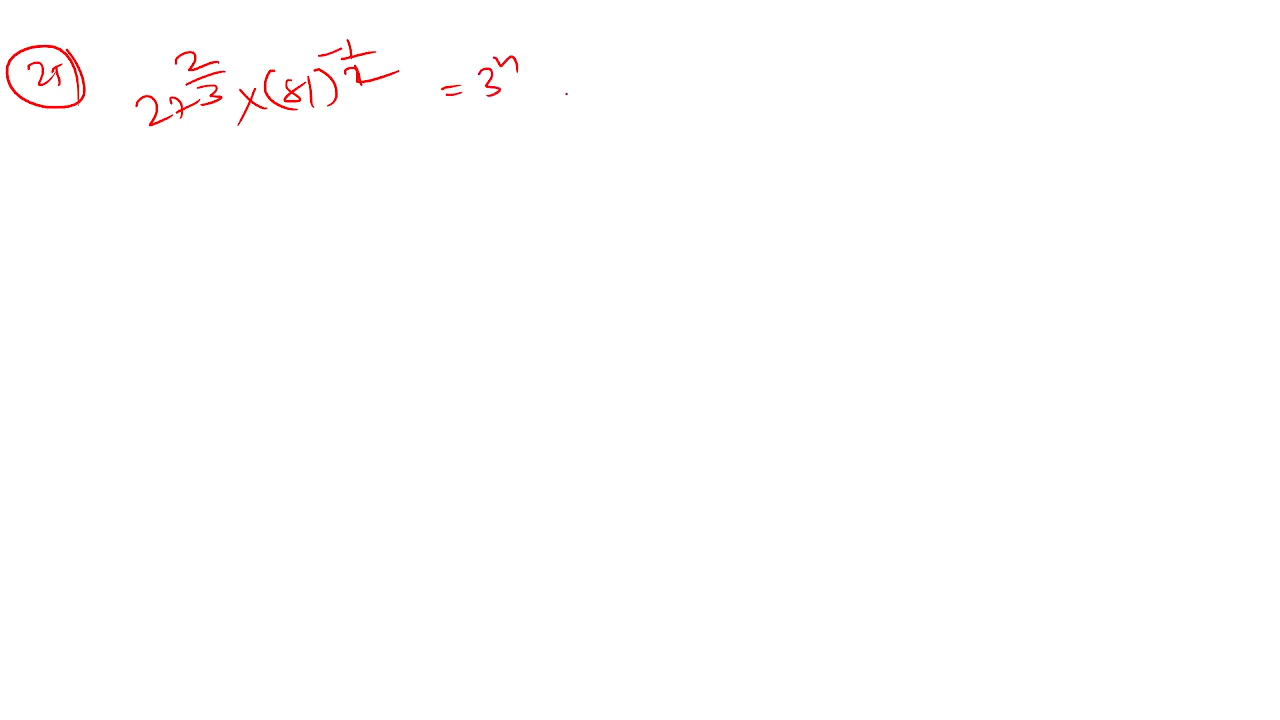 25 27^{2/3} × (81)^{-1/2} = 3^n